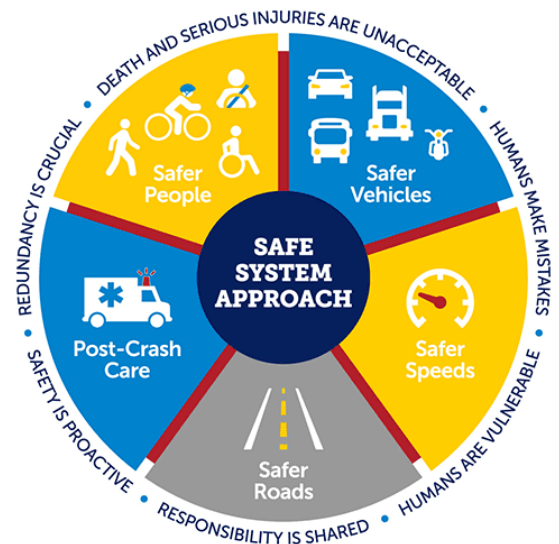 DEATH AND SERIOUS INJURIES ARE UNACCEPTABLE
HUMANS MAKE MISTAKES
HUMANS ARE VULNERABLE
RESPONSIBILITY IS SHARED
SAFETY IS PROACTIVE
REDUNDANCY IS CRUCIAL
Safer
People
Safer
Vehicles
SAFE
SYSTEM
APPROACH
Post-Crash
Care
Safer
Speeds
Safer
Roads